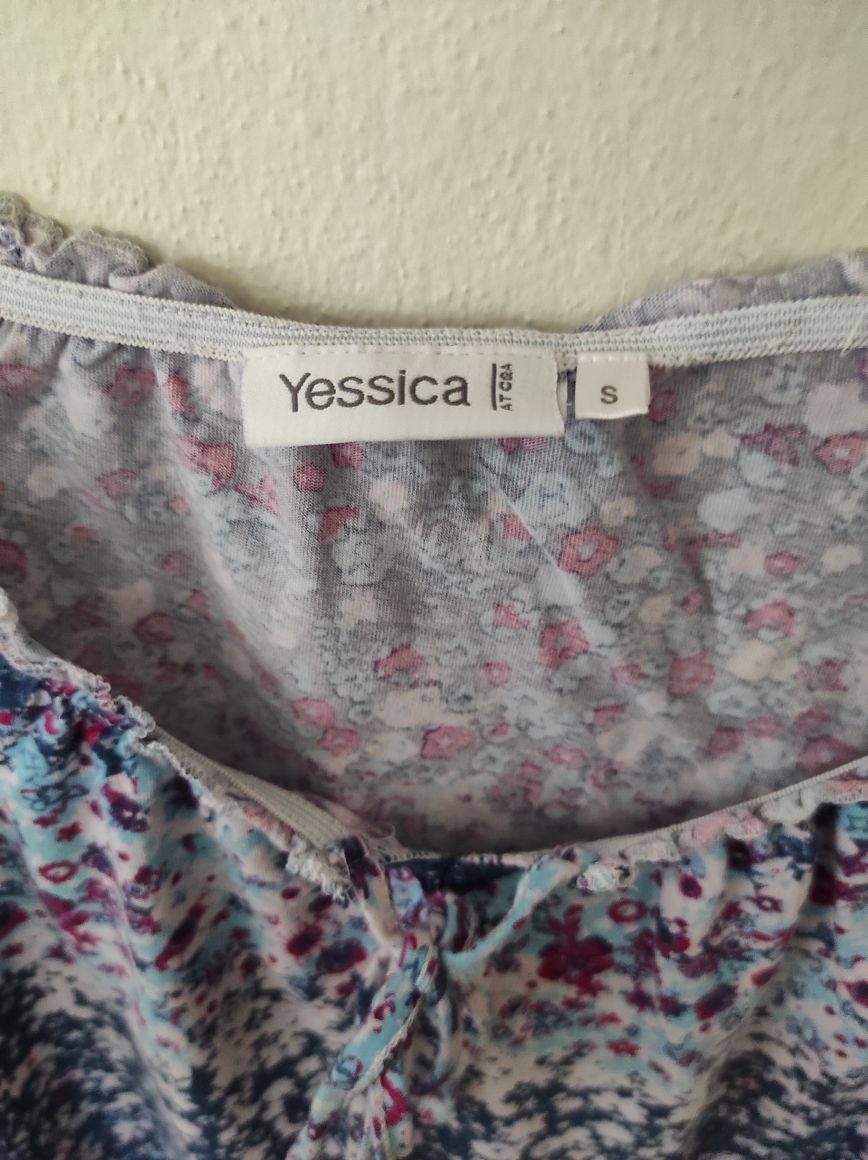 Yessica
AT C&A
S